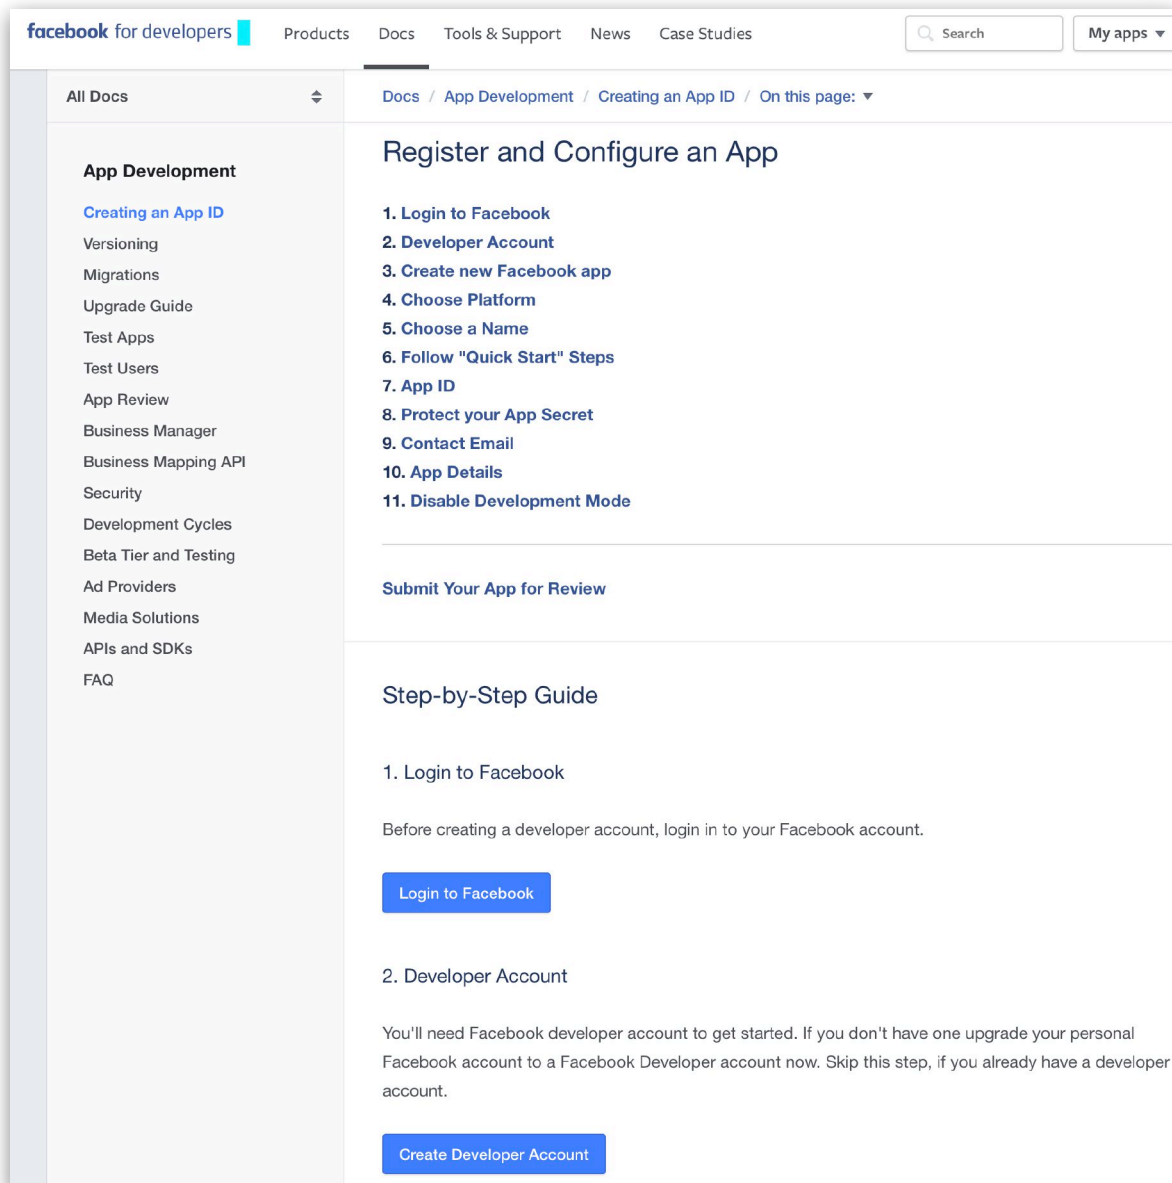 facebook for developers Products Docs Tools & Support News Case Studies Search My apps
All Docs
Docs / App Development / Creating an App ID / On this page:
App Development
Creating an App ID
Versioning
Migrations
Upgrade Guide
Test Apps
Test Users
App Review
Business Manager
Business Mapping API
Security
Development Cycles
Beta Tier and Testing
Ad Providers
Media Solutions
APIs and SDKs
FAQ
Register and Configure an App
1. Login to Facebook
2. Developer Account
3. Create new Facebook app
4. Choose Platform
5. Choose a Name
6. Follow "Quick Start" Steps
7. App ID
8. Protect your App Secret
9. Contact Email
10. App Details
11. Disable Development Mode
Submit Your App for Review
Step-by-Step Guide
1. Login to Facebook
Before creating a developer account, login in to your Facebook account.
Login to Facebook
2. Developer Account
You'll need Facebook developer account to get started. If you don't have one upgrade your personal
Facebook account to a Facebook Developer account now. Skip this step, if you already have a developer
account.
Create Developer Account